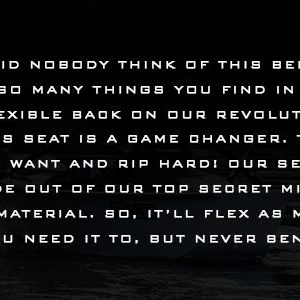 ID NOBODY THINK OF THIS BE
SO MANY THINGS YOU FIND IN
EXIBLE BACK ON OUR REVOLUT
S SEAT IS A GAME CHANGER.
WANT AND RIP HARD! OUR SE
DE OUT OF OUR TOP SECRET MI
MATERIAL. SO, IT'LL FLEX AS M
U NEED IT TO, BUT NEVER BEN